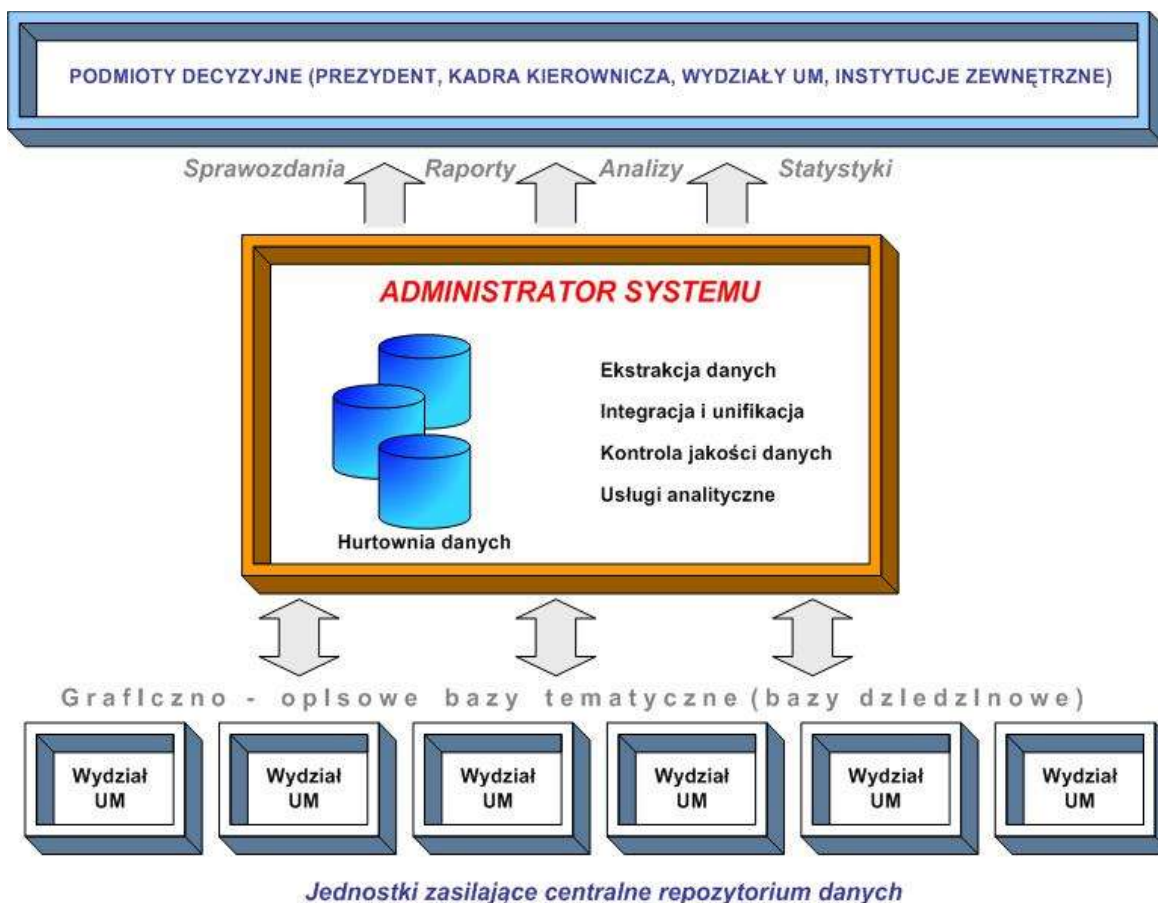 PODMIOTY DECYZYJNE (PREZYDENT, KADRA KIEROWNICZA, WYDZIAŁY UM, INSTYTUCJE ZEWNĘTRZNE)
Sprawozdania Raporty Analizy Statystyki
ADMINISTRATOR SYSTEMU
Ekstrakcja danych
Integracja i unifikacja
Kontrola jakości danych
Usługi analityczne
Hurtownia danych
GrafIczno - opIsowe bazy tematyczne (bazy dzIedzInowe)
Wydział
UM
Wydział
UM
Wydział
UM
Wydział
UM
Wydział
UM
Wydział
UM
Jednostki zasilające centralne repozytorium danych